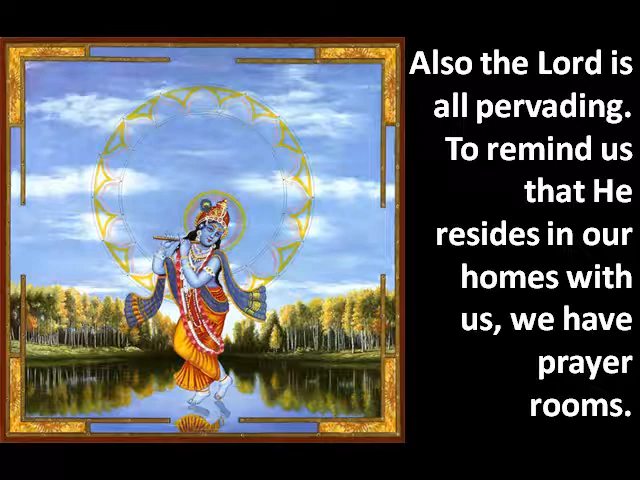 Also the Lord is
all pervading.
To remind us
that He
resides in our
homes with
us, we have
prayer
rooms.